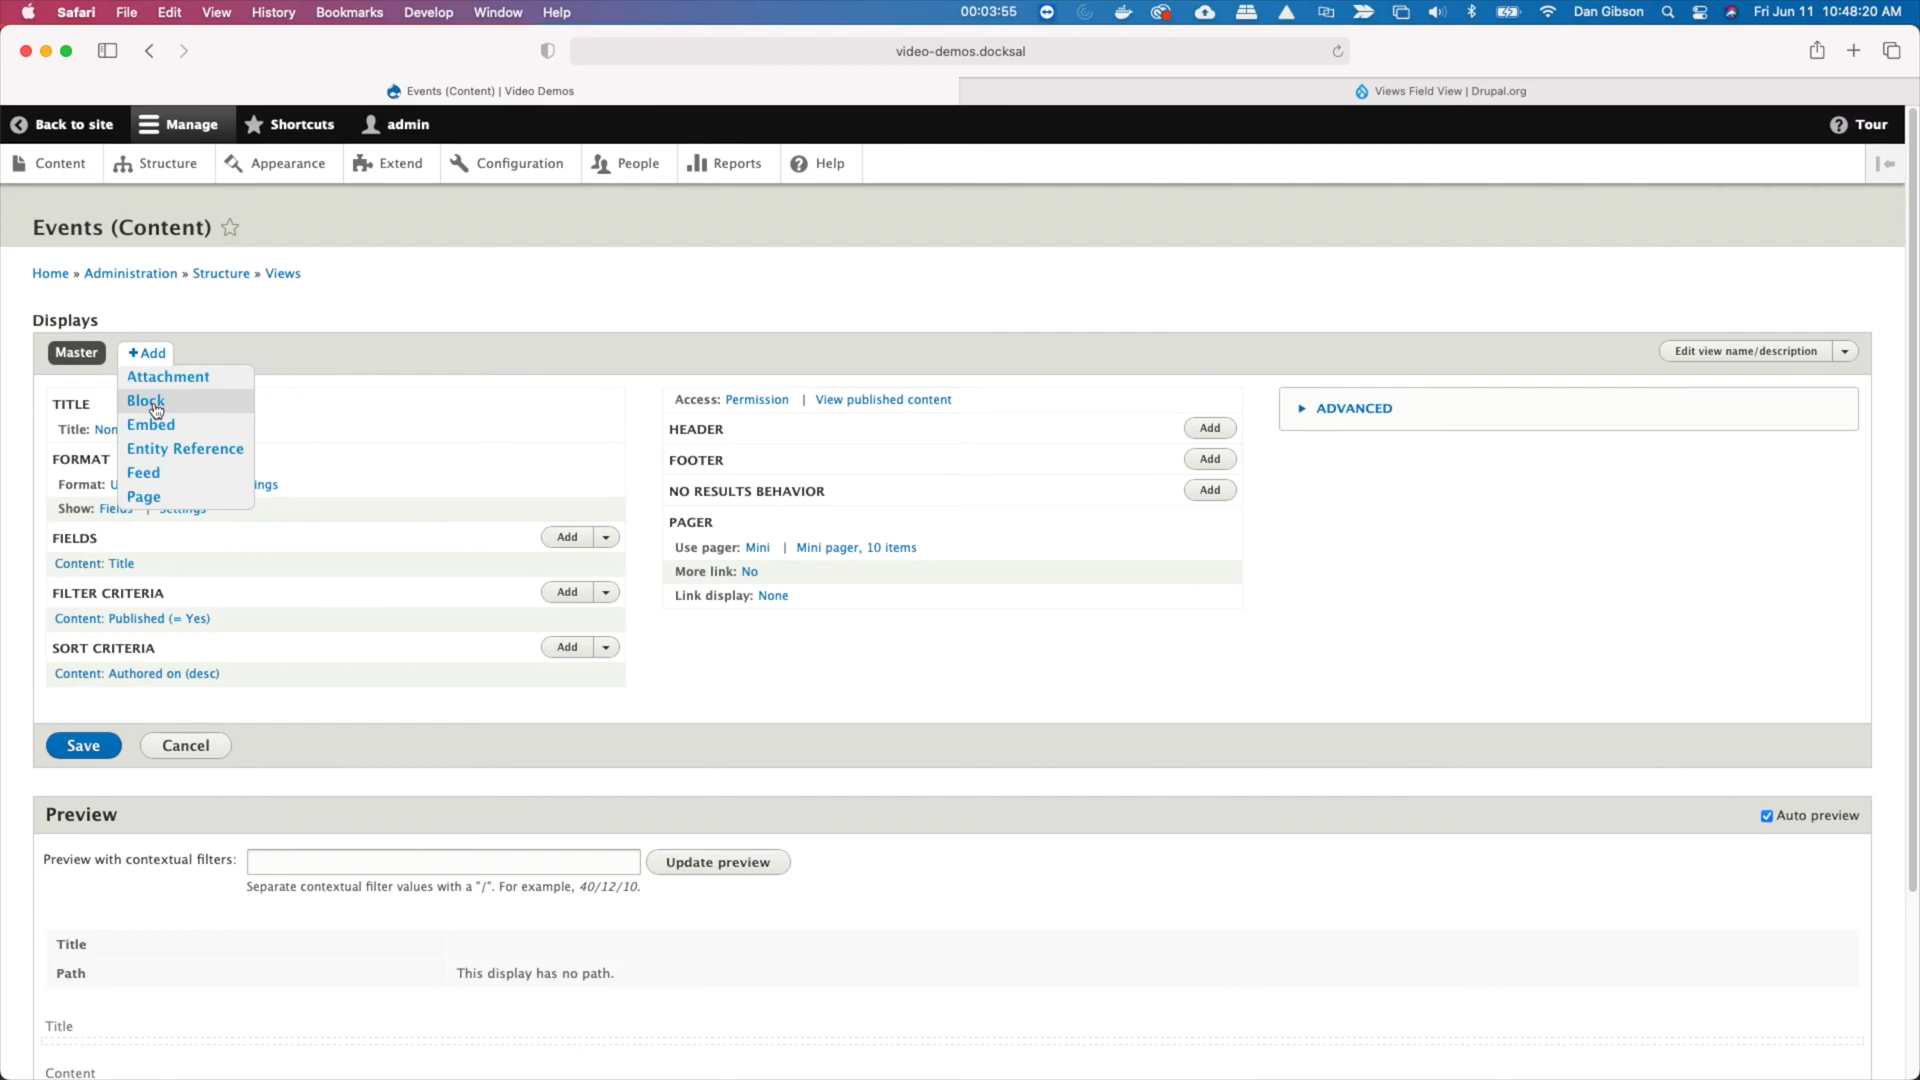 Safari File Edit View History Bookmarks Develop Window Help 00:03:55 Dan Gibson Fri Jun 11 10:48:20 AM
video-demos.docksal
Events (Content) | Video Demos Views Field View | Drupal.org
Back to site Manage Shortcuts admin Tour
Content Structure Appearance Extend Configuration People Reports Help
Events (Content)
Home » Administration » Structure » Views
Displays
Master +Add Edit view name/description
Attachment
Block
Embed
Entity Reference
Feed
Page
TITLE
Title: Non
FORMAT
Format: U ings
Show: Fields | Settings
FIELDS Add
Content: Title
FILTER CRITERIA Add
Content: Published (= Yes)
SORT CRITERIA Add
Content: Authored on (desc)
Access: Permission | View published content
HEADER Add
FOOTER Add
NO RESULTS BEHAVIOR Add
PAGER
Use pager: Mini | Mini pager, 10 items
More link: No
Link display: None
ADVANCED
Save Cancel
Preview Auto preview
Preview with contextual filters: Update preview
Separate contextual filter values with a "/". For example, 40/12/10.
Title
Path This display has no path.
Title
Content